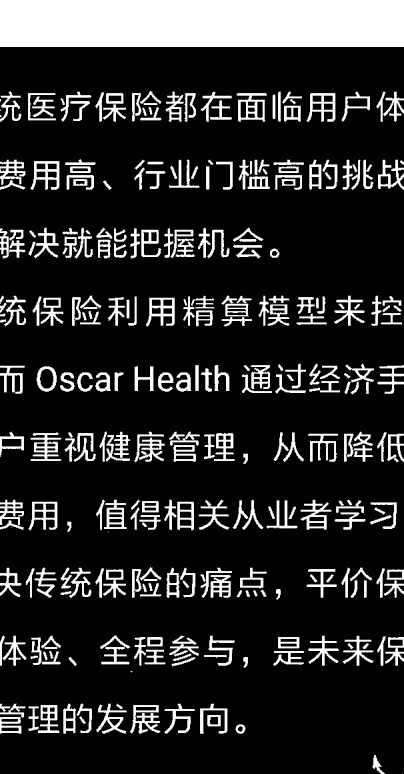 统医疗保险都在面临用户体
费用高、行业门槛高的挑战
解决就能把握机会。
统保险利用精算模型来控
而 Oscar Health 通过经济手
户重视健康管理，从而降低
费用，值得相关从业者学习
决传统保险的痛点，平价保
体验、全程参与，是未来保
管理的发展方向。